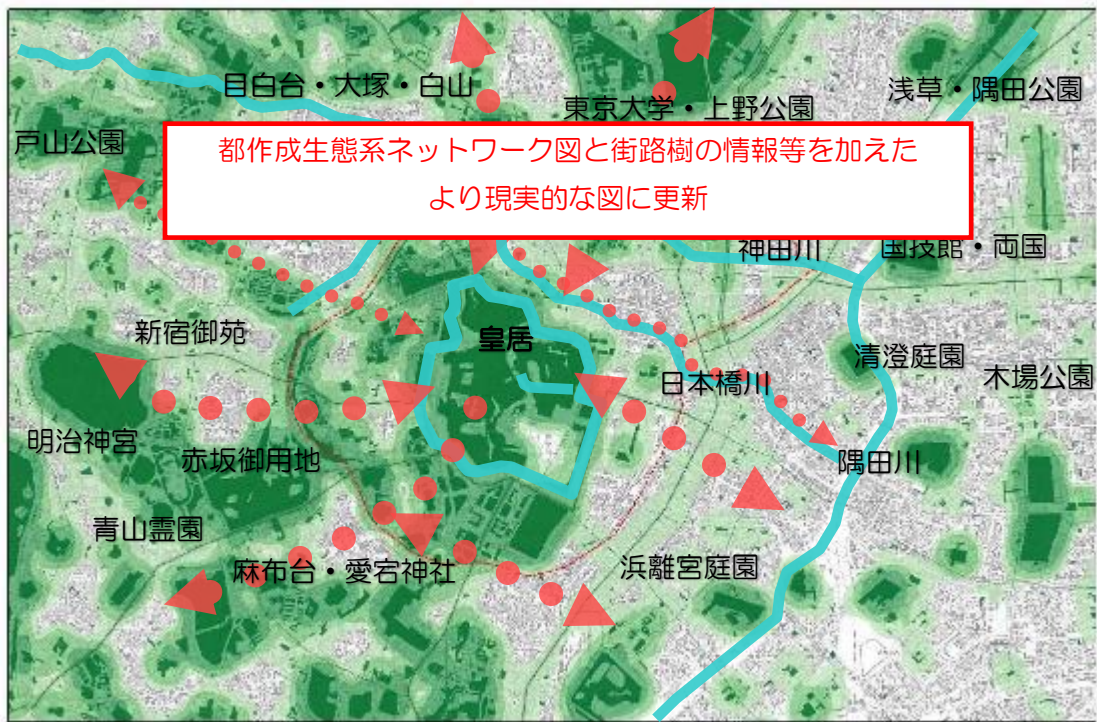 目白台・大塚・白山
東京大学・上野公園
浅草・隅田公園
戸山公園
都作成生態系ネットワーク図と街路樹の情報等を加えた
より現実的な図に更新
神田川
国技館・両国
新宿御苑
皇居
清澄庭園
日本橋川
木場公園
明治神宮
赤坂御用地
隅田川
青山霊園
麻布台・愛宕神社
浜離宮庭園